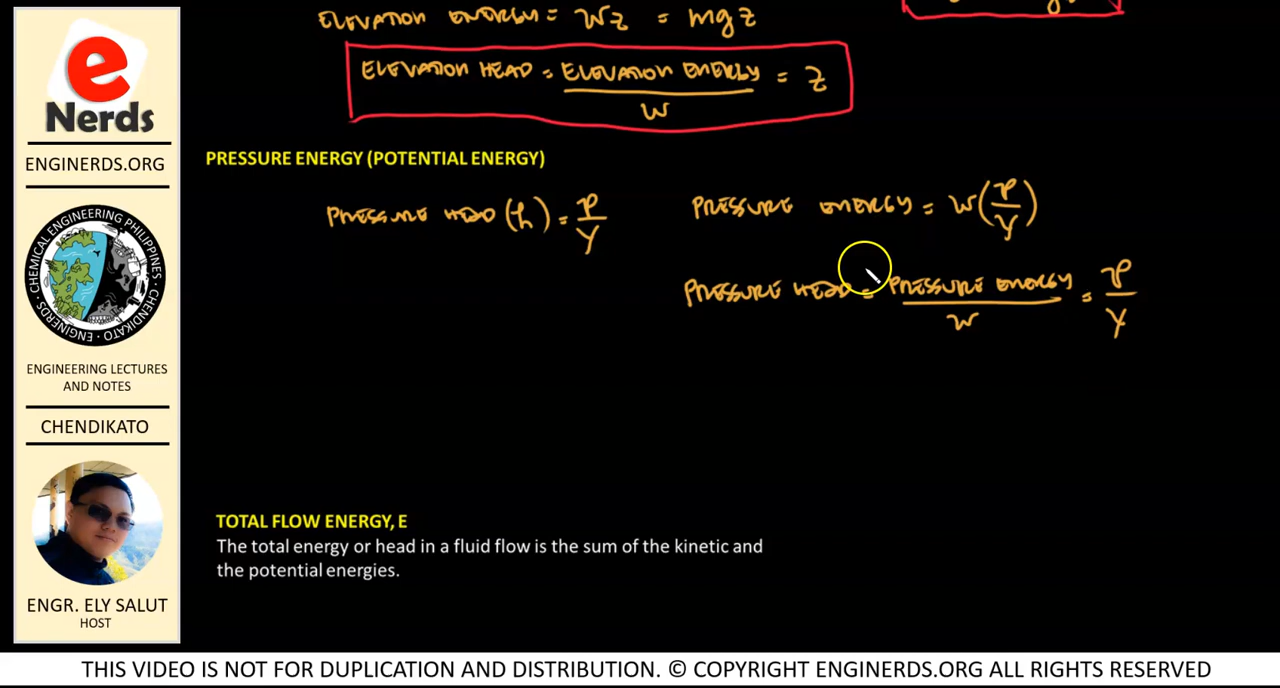 e
Nerds
ENGINERDS.ORG
CHEMICAL ENGINEERING PHILIPPINES · CHENDIKATO · ENGINERDS.ORG ·
ENGINEERING LECTURES
AND NOTES
CHENDIKATO
ENGR. ELY SALUT
HOST
ELEVATION ENERGY = Wz = mgz
ELEVATION HEAD = ELEVATION ENERGY / W = z
PRESSURE ENERGY (POTENTIAL ENERGY)
PRESSURE HEAD (h) = P / γ
PRESSURE ENERGY = W (P / γ)
PRESSURE HEAD = PRESSURE ENERGY / W = P / γ
TOTAL FLOW ENERGY, E
The total energy or head in a fluid flow is the sum of the kinetic and
the potential energies.
THIS VIDEO IS NOT FOR DUPLICATION AND DISTRIBUTION. © COPYRIGHT ENGINERDS.ORG ALL RIGHTS RESERVED